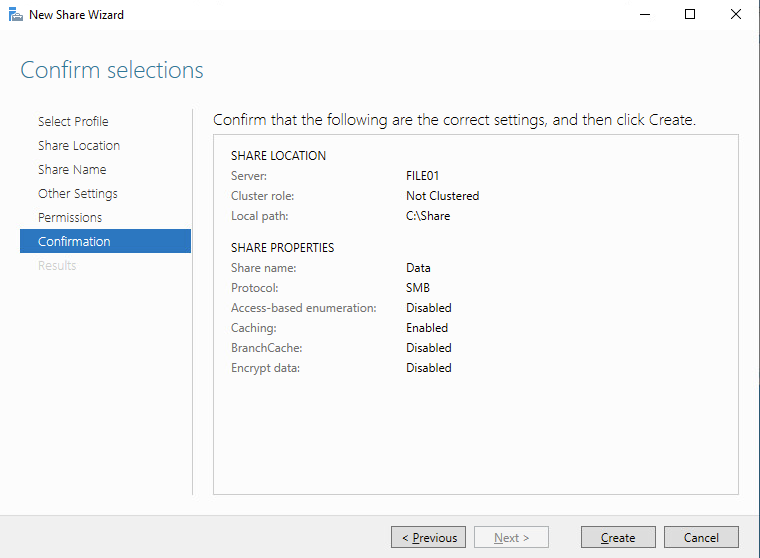 New Share Wizard
Confirm selections
Select Profile
Share Location
Share Name
Other Settings
Permissions
Confirmation
Results
Confirm that the following are the correct settings, and then click Create.
SHARE LOCATION
Server: FILE01
Cluster role: Not Clustered
Local path: C:\Share
SHARE PROPERTIES
Share name: Data
Protocol: SMB
Access-based enumeration: Disabled
Caching: Enabled
BranchCache: Disabled
Encrypt data: Disabled
< Previous Next > Create Cancel